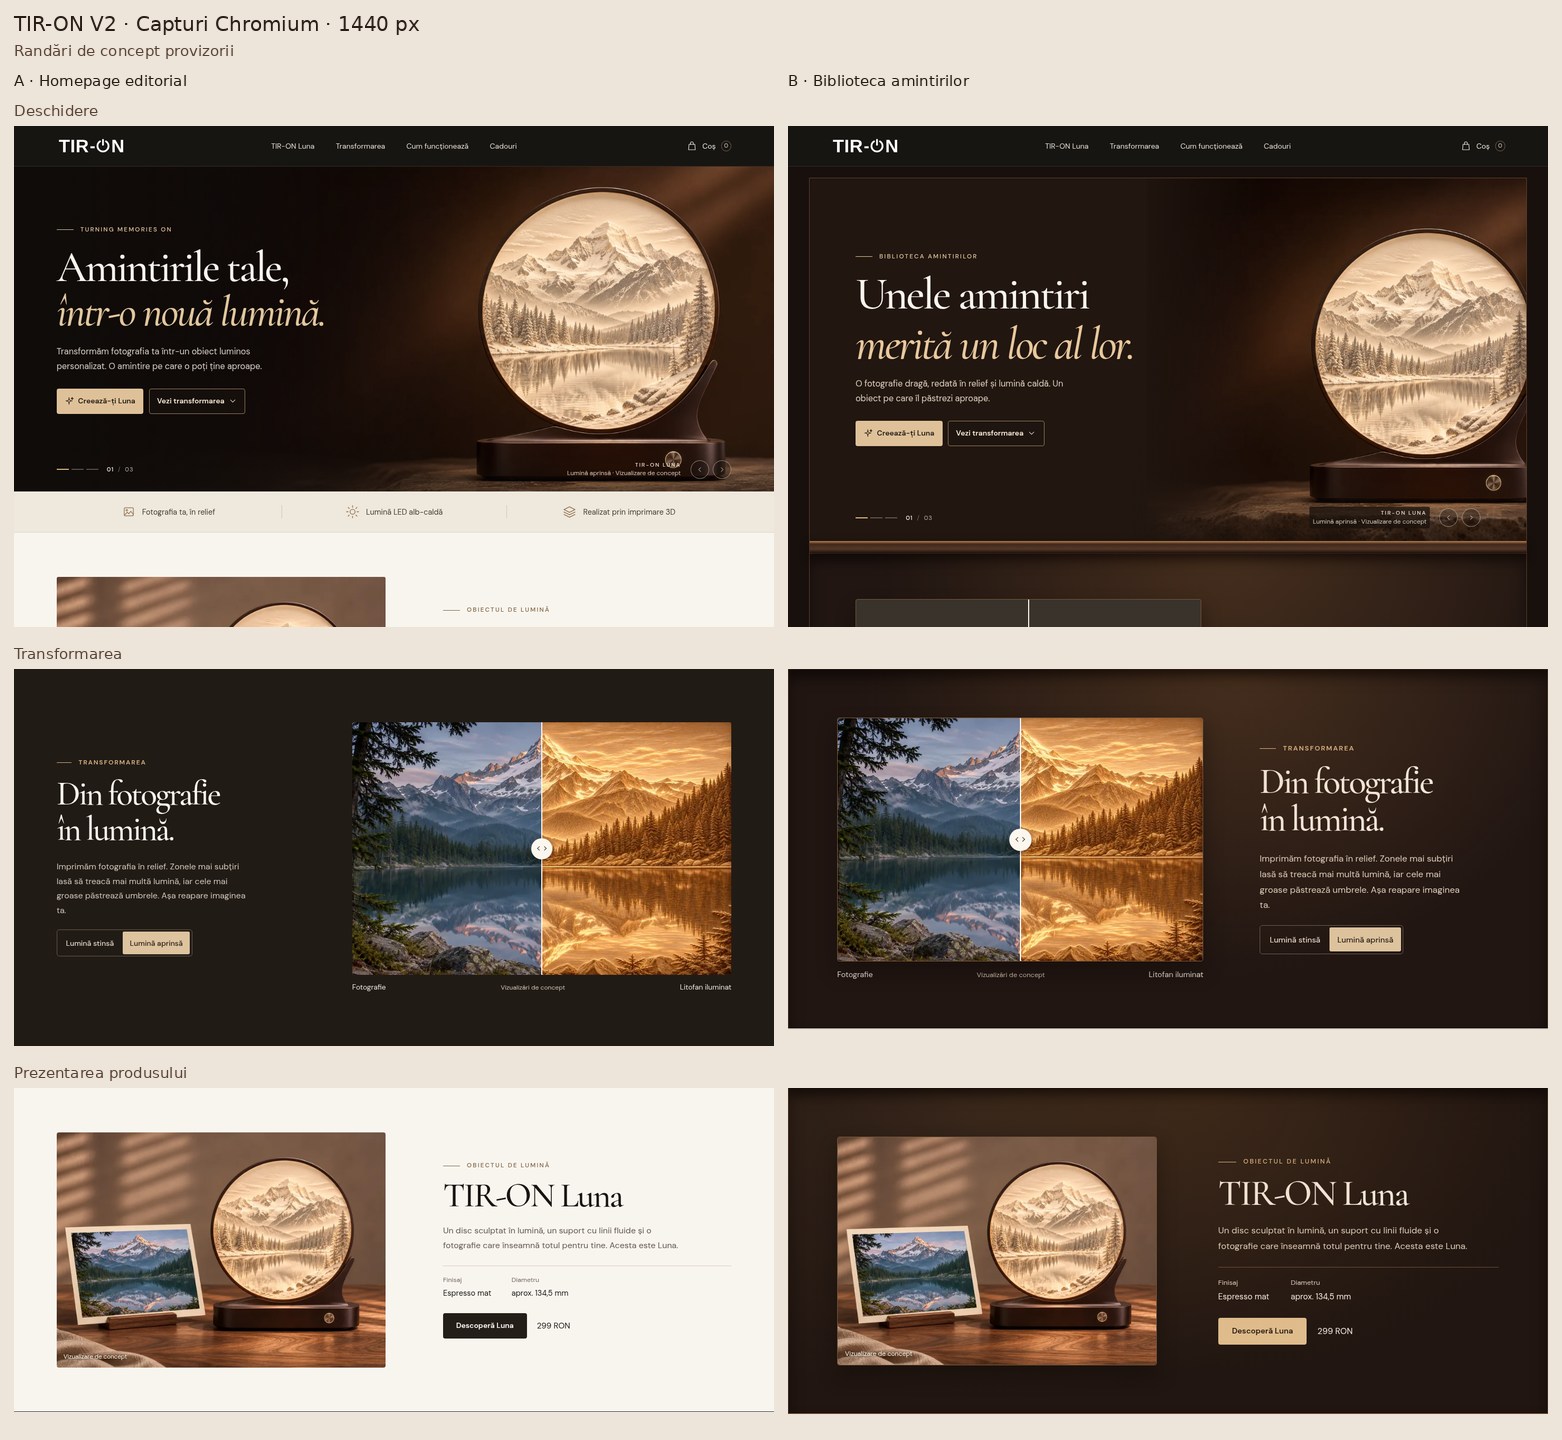 TIR-ON V2 · Capturi Chromium · 1440 px
Randări de concept provizorii
A · Homepage editorial
Deschidere
TIR-ON
TIR-ON Luna Transformarea Cum funcționează Cadouri
Coș 0
TURNING MEMORIES ON
Amintirile tale,
într-o nouă lumină.
Transformăm fotografia ta într-un obiect luminos
personalizat. O amintire pe care o poți ține aproape.
Creează-ți Luna Vezi transformarea
01 / 03
TIR-ON LUNA
Lumină aprinsă · Vizualizare de concept
Fotografia ta, în relief
Lumină LED alb-caldă
Realizat prin imprimare 3D
OBIECTUL DE LUMINĂ
B · Biblioteca amintirilor
TIR-ON
TIR-ON Luna Transformarea Cum funcționează Cadouri
Coș 0
BIBLIOTECA AMINTIRILOR
Unele amintiri
merită un loc al lor.
O fotografie dragă, redată în relief și lumină caldă. Un
obiect pe care îl păstrezi aproape.
Creează-ți Luna Vezi transformarea
01 / 03
TIR-ON LUNA
Lumină aprinsă · Vizualizare de concept
Transformarea
TRANSFORMAREA
Din fotografie
în lumină.
Imprimăm fotografia în relief. Zonele mai subțiri
lasă să treacă mai multă lumină, iar cele mai
groase păstrează umbrele. Așa reapare imaginea
ta.
Lumină stinsă Lumină aprinsă
Fotografie Vizualizări de concept Litofan iluminat
TRANSFORMAREA
Din fotografie
în lumină.
Imprimăm fotografia în relief. Zonele mai subțiri
lasă să treacă mai multă lumină, iar cele mai
groase păstrează umbrele. Așa reapare imaginea
ta.
Lumină stinsă Lumină aprinsă
Fotografie Vizualizări de concept Litofan iluminat
Prezentarea produsului
Vizualizare de concept
OBIECTUL DE LUMINĂ
TIR-ON Luna
Un disc sculptat în lumină, un suport cu linii fluide și o
fotografie care înseamnă totul pentru tine. Acesta este Luna.
Finisaj Diametru
Espresso mat aprox. 134,5 mm
Descoperă Luna 299 RON
Vizualizare de concept
OBIECTUL DE LUMINĂ
TIR-ON Luna
Un disc sculptat în lumină, un suport cu linii fluide și o
fotografie care înseamnă totul pentru tine. Acesta este Luna.
Finisaj Diametru
Espresso mat aprox. 134,5 mm
Descoperă Luna 299 RON